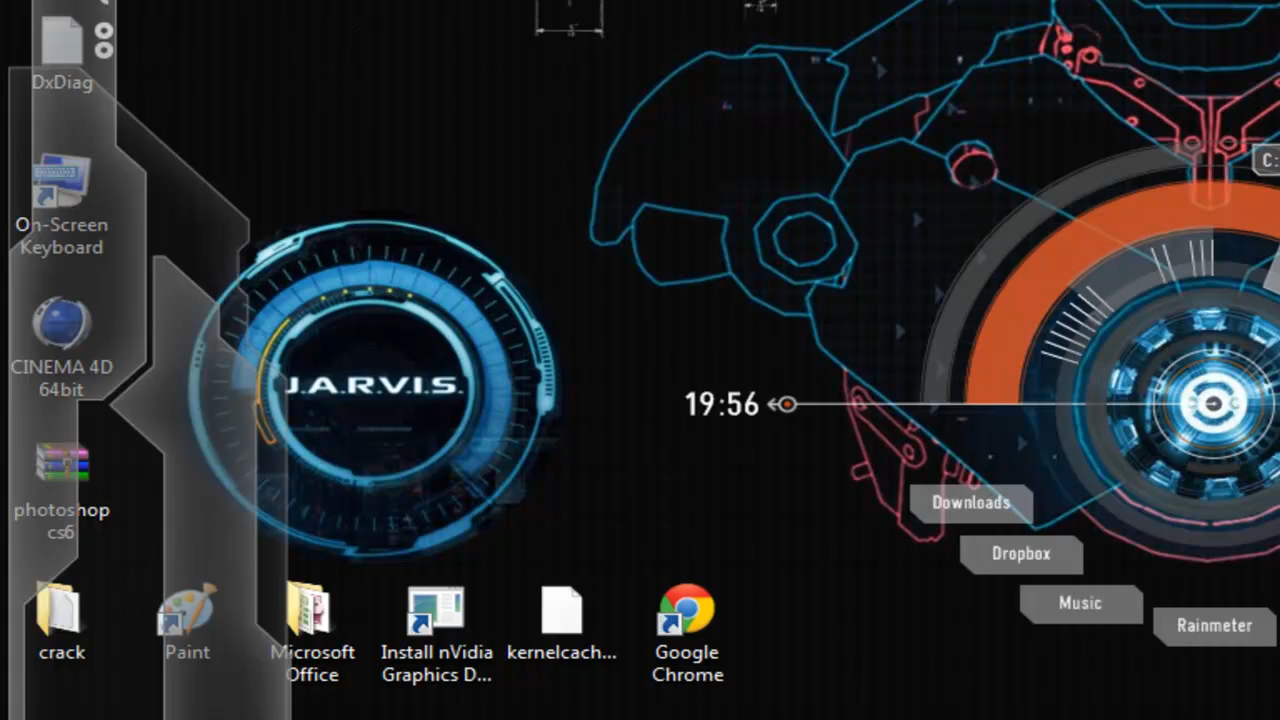 DxDiag
C:
On-Screen
Keyboard
CINEMA 4D
64bit
J.A.R.V.I.S.
19:56
photoshop
cs6
Downloads
Dropbox
Music
Rainmeter
crack
Paint
Microsoft
Office
Install nVidia
Graphics D...
kernelcach...
Google
Chrome